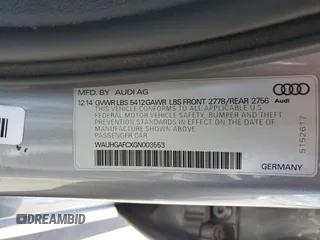 MFD BY AUDI AG
12.14 GVWR LBS 5412 GAWR LBS FRONT 2778/REAR 2756
THIS VEHICLE CONFORMS TO ALL APPLICABLE U.S.
FEDERAL MOTOR VEHICLE SAFETY, BUMPER AND THEFT
PREVENTION STANDARDS IN EFFECT ON THE DATE OF
MANUFACTURE SHOWN ABOVE.
PASSENGER CAR
WAUHGAFCXGN003553
GERMANY
Audi
5152617
DREAMBID